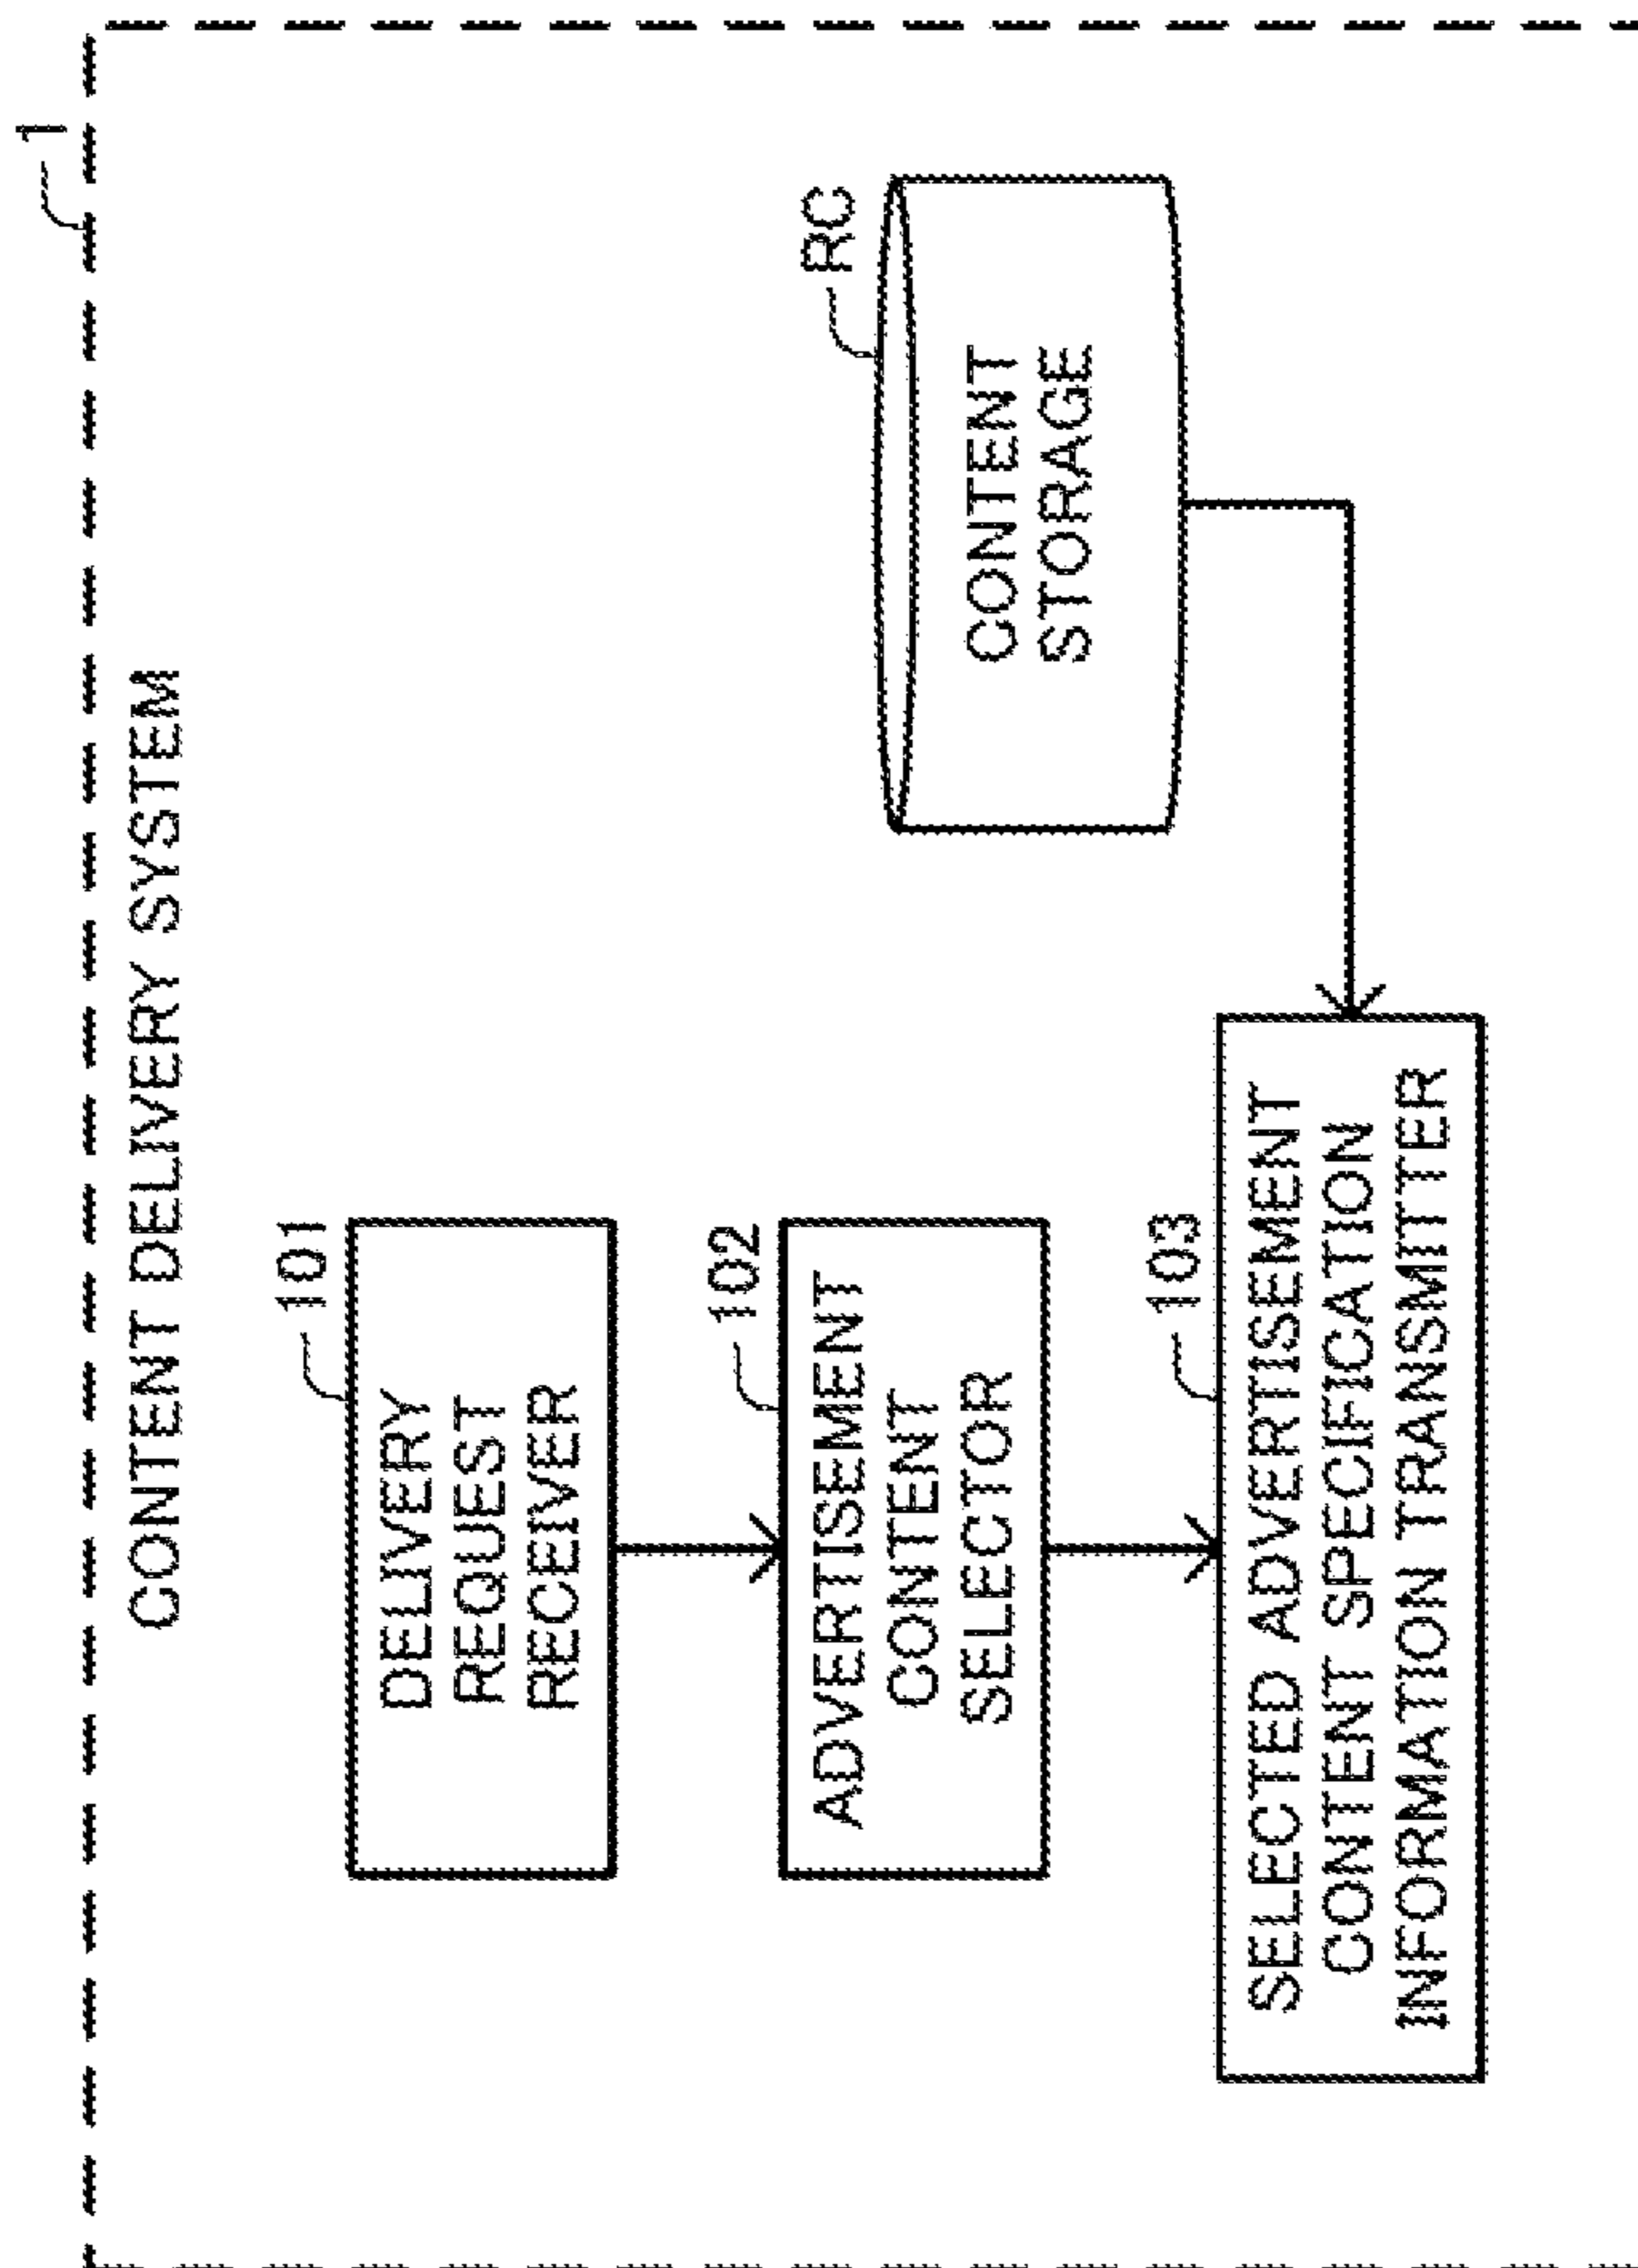 1
CONTENT DELIVERY SYSTEM
101
DELIVERY
REQUEST
RECEIVER
102
ADVERTISEMENT
CONTENT
SELECTOR
RC
CONTENT
STORAGE
103
SELECTED ADVERTISEMENT
CONTENT SPECIFICATION
INFORMATION TRANSMITTER